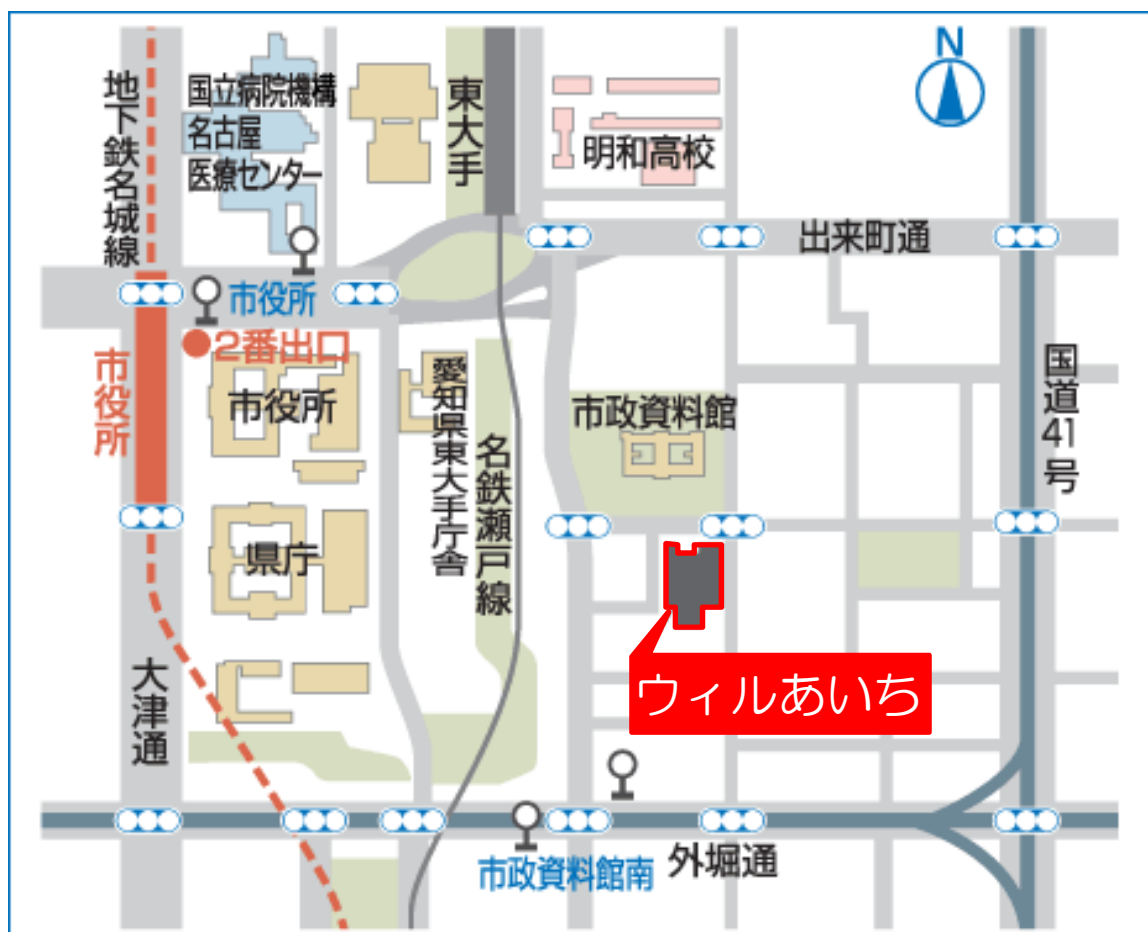 N
地下鉄名城線
国立病院機構
名古屋
医療センター
東大手
明和高校
出来町通
市役所
2番出口
市役所
市役所
愛知県東大手庁舎
名鉄瀬戸線
市政資料館
国道41号
県庁
ウィルあいち
大津通
市政資料館南
外堀通